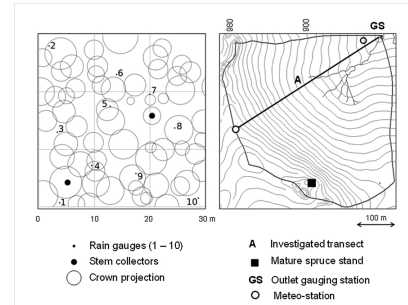 980
900
GS
2
6
7
5
8
3
A
4
9
1
10
0 10 20 30 m
100 m
Rain gauges (1 – 10)
Stem collectors
Crown projection
A Investigated transect
Mature spruce stand
GS Outlet gauging station
Meteo-station